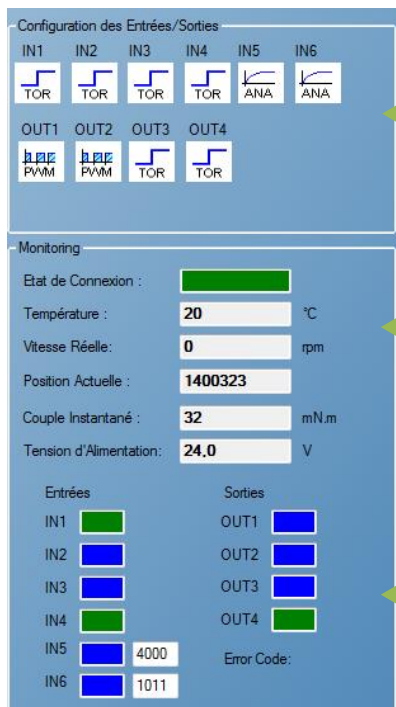 Configuration des Entrées/Sorties
IN1 IN2 IN3 IN4 IN5 IN6
TOR TOR TOR TOR ANA ANA
OUT1 OUT2 OUT3 OUT4
PWM PWM TOR TOR
Monitoring
Etat de Connexion :
Température : 20 °C
Vitesse Réelle: 0 rpm
Position Actuelle : 1400323
Couple Instantané : 32 mN.m
Tension d'Alimentation: 24,0 V
Entrées Sorties
IN1 OUT1
IN2 OUT2
IN3 OUT3
IN4 OUT4
IN5 4000 Error Code:
IN6 1011